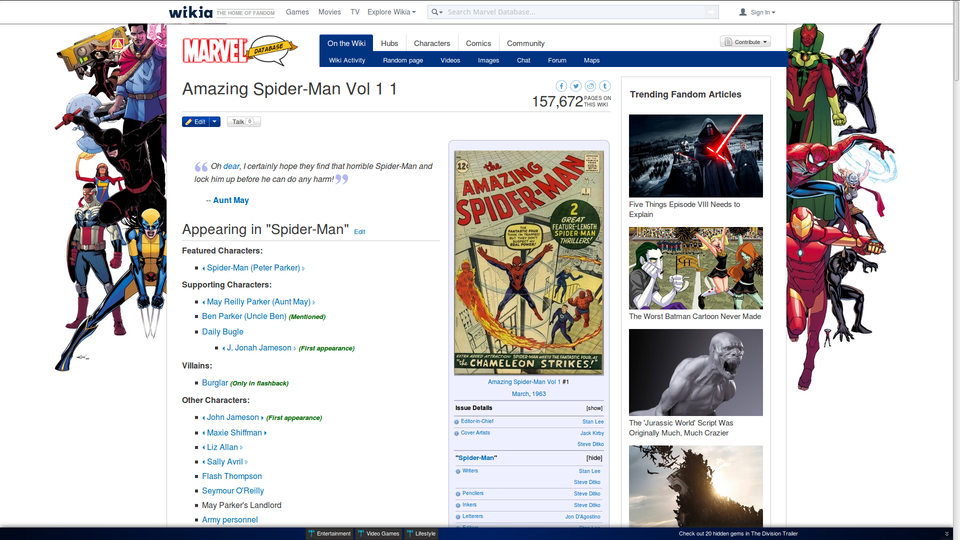 wikia
THE HOME OF FANDOM
Games
Movies
TV
Explore Wikia
Search Marvel Database...
Sign In
MARVEL
DATABASE
On the Wiki
Hubs
Characters
Comics
Community
Contribute
Wiki Activity
Random page
Videos
Images
Chat
Forum
Maps
Amazing Spider-Man Vol 1 1
157,672 PAGES ON
THIS WIKI
Edit
Talk 0
Oh dear, I certainly hope they find that horrible Spider-Man and
lock him up before he can do any harm!
-- Aunt May
Appearing in "Spider-Man" Edit
Featured Characters:
Spider-Man (Peter Parker)
Supporting Characters:
May Reilly Parker (Aunt May)
Ben Parker (Uncle Ben) (Mentioned)
Daily Bugle
J. Jonah Jameson (First appearance)
Villains:
Burglar (Only in flashback)
Other Characters:
John Jameson (First appearance)
Maxie Shiffman
Liz Allan
Sally Avril
Flash Thompson
Seymour O'Reilly
May Parker's Landlord
Army personnel
12¢
the
AMAZING
SPIDER-MAN
2
GREAT
FEATURE-LENGTH
SPIDER MAN
THRILLERS!
EXTRA ADDED ATTRACTION: SPIDER-MAN MEETS THE FANTASTIC FOUR, AS
"the CHAMELEON STRIKES!"
Amazing Spider-Man Vol 1 #1
March, 1963
Issue Details [show]
Editor-in-Chief Stan Lee
Cover Artists Jack Kirby
Steve Ditko
"Spider-Man" [hide]
Writers Stan Lee
Steve Ditko
Pencilers Steve Ditko
Inkers Steve Ditko
Letterers Jon D'Agostino
Trending Fandom Articles
Five Things Episode VIII Needs to
Explain
The Worst Batman Cartoon Never Made
The 'Jurassic World' Script Was
Originally Much, Much Crazier
Entertainment
Video Games
Lifestyle
Check out 20 hidden gems in The Division Trailer